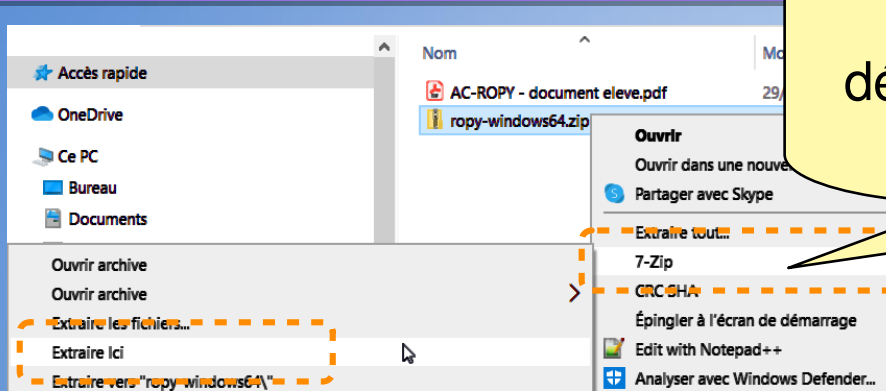 Nom
Accès rapide
AC-ROPY - document eleve.pdf
29/
OneDrive
ropy-windows64.zip
Ce PC
Bureau
Documents
Ouvrir
Ouvrir dans une nouve
Partager avec Skype
Extraire tout...
7-Zip
CRC SHA
Épingler à l'écran de démarrage
Edit with Notepad++
Analyser avec Windows Defender...
Ouvrir archive
Ouvrir archive
Extraire les fichiers...
Extraire Ici
Extraire vers "ropy-windows64\"